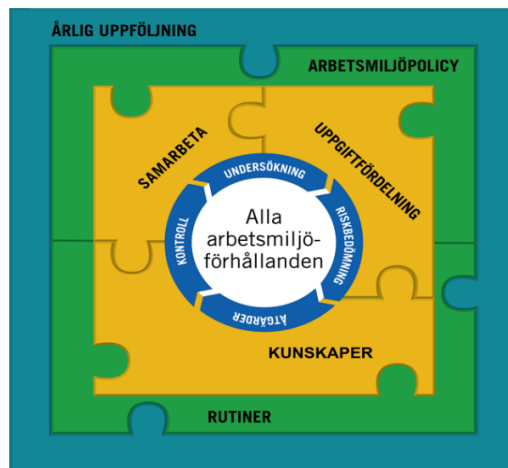 ÅRLIG UPPFÖLJNING
ARBETSMILJÖPOLICY
SAMARBETA
UPPGIFTFÖRDELNING
UNDERSÖKNING
RISKBEDÖMNING
ÅTGÄRDER
KONTROLL
Alla
arbetsmiljö-
förhållanden
KUNSKAPER
RUTINER